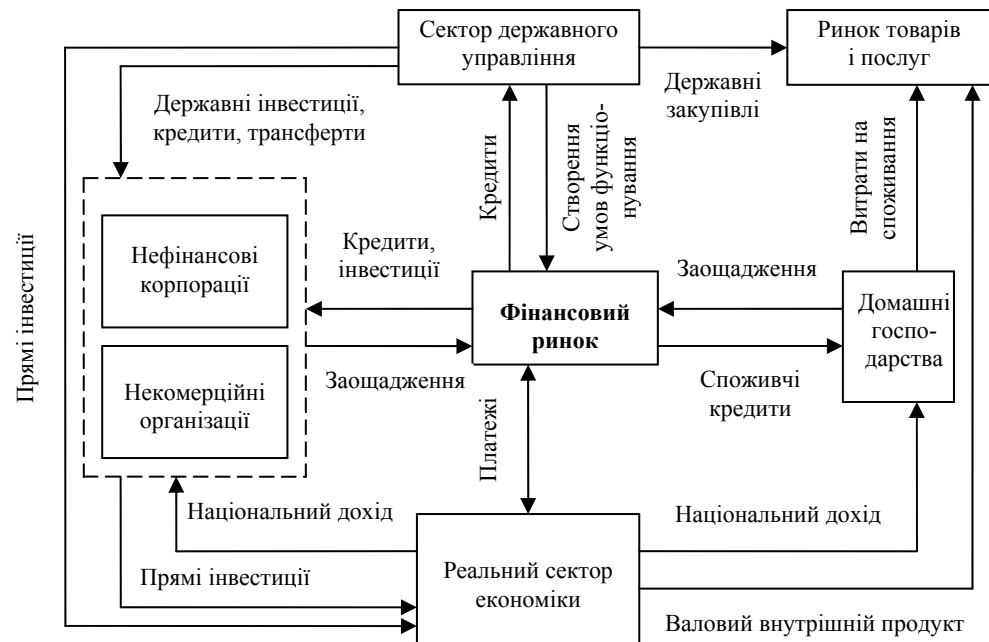 Сектор державного
управління
Ринок товарів
і послуг
Державні
закупівлі
Державні інвестиції,
кредити, трансферти
Кредити
Створення
умов функціо-
нування
Витрати на
споживання
Прямі інвестиції
Нефінансові
корпорації
Кредити,
інвестиції
Заощадження
Фінансовий
ринок
Домашні
госпо-
дарства
Некомерційні
організації
Заощадження
Споживчі
кредити
Платежі
Національний дохід
Національний дохід
Прямі інвестиції
Реальний сектор
економіки
Валовий внутрішній продукт